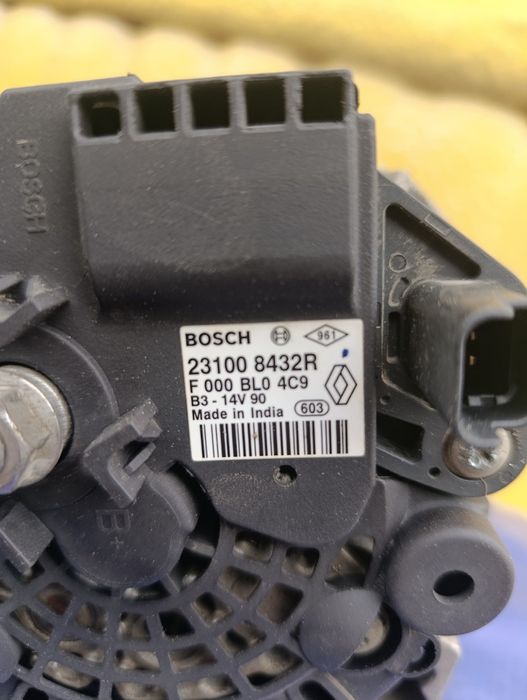 BOSCH
BOSCH 961
23100 8432R
F 000 BL0 4C9
B3 - 14V 90
Made in India 603
B+